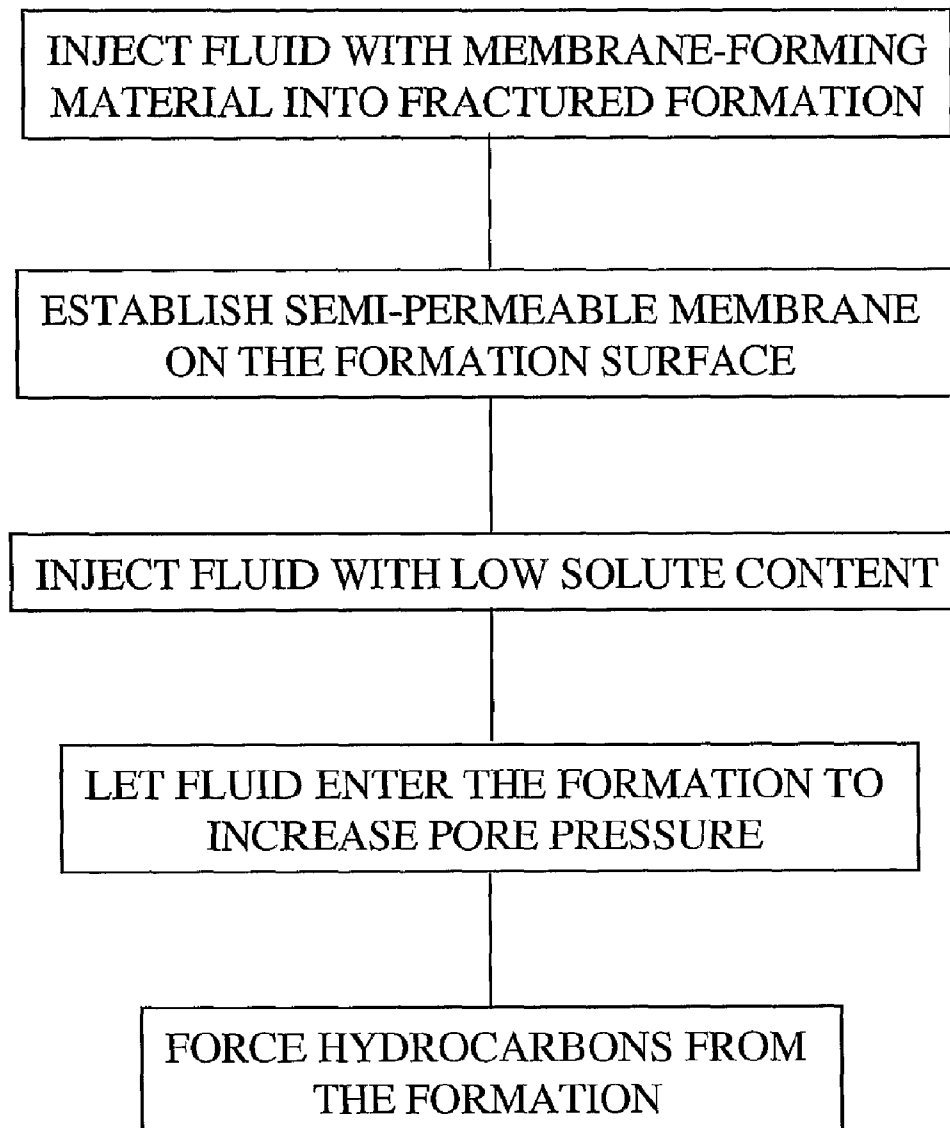 INJECT FLUID WITH MEMBRANE-FORMING
MATERIAL INTO FRACTURED FORMATION
ESTABLISH SEMI-PERMEABLE MEMBRANE
ON THE FORMATION SURFACE
INJECT FLUID WITH LOW SOLUTE CONTENT
LET FLUID ENTER THE FORMATION TO
INCREASE PORE PRESSURE
FORCE HYDROCARBONS FROM
THE FORMATION